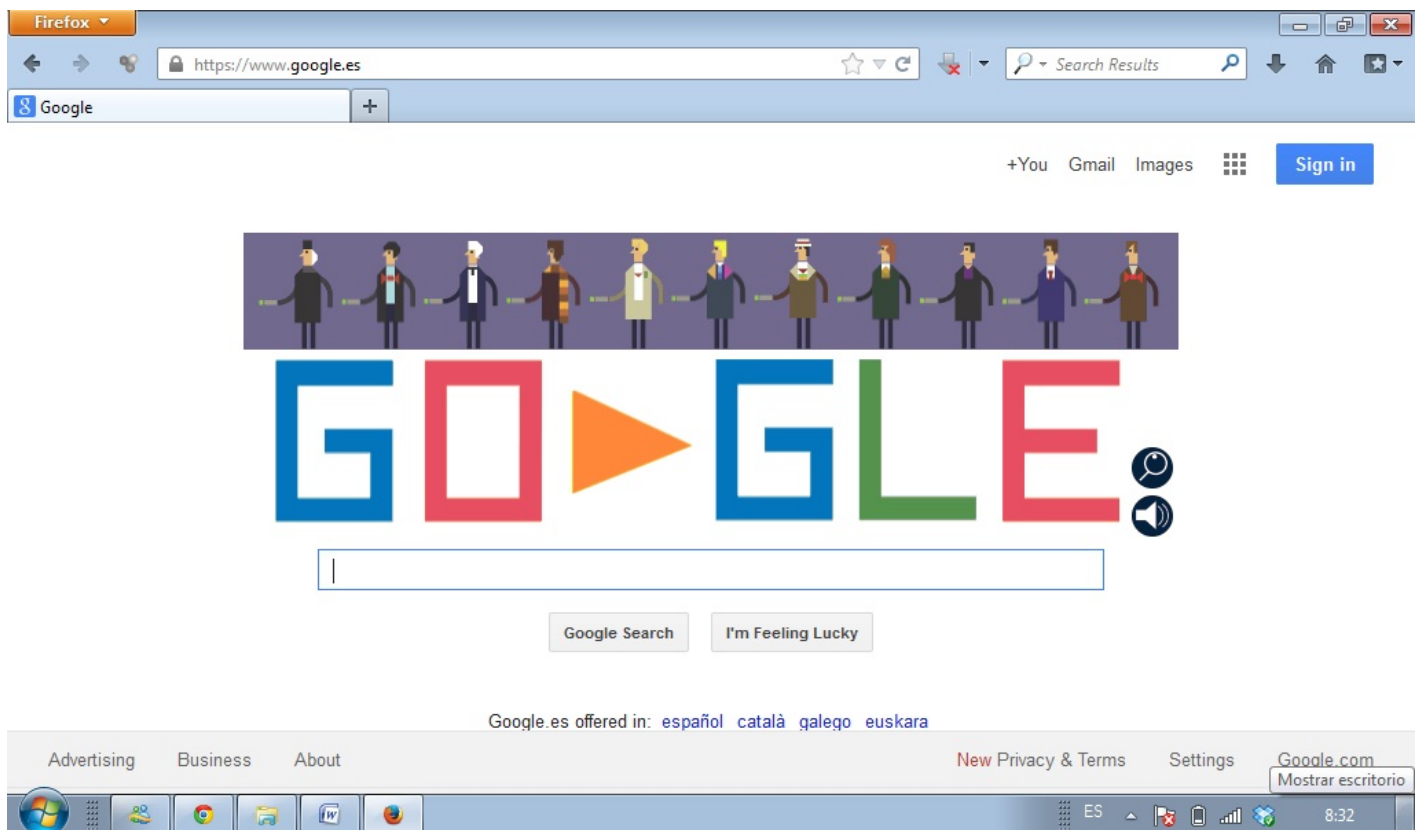 Firefox
https://www.google.es
Search Results
Google
+You Gmail Images Sign in
GO GLE
Google Search I'm Feeling Lucky
Google.es offered in: español català galego euskara
Advertising Business About New Privacy & Terms Settings Google.com
Mostrar escritorio
ES 8:32